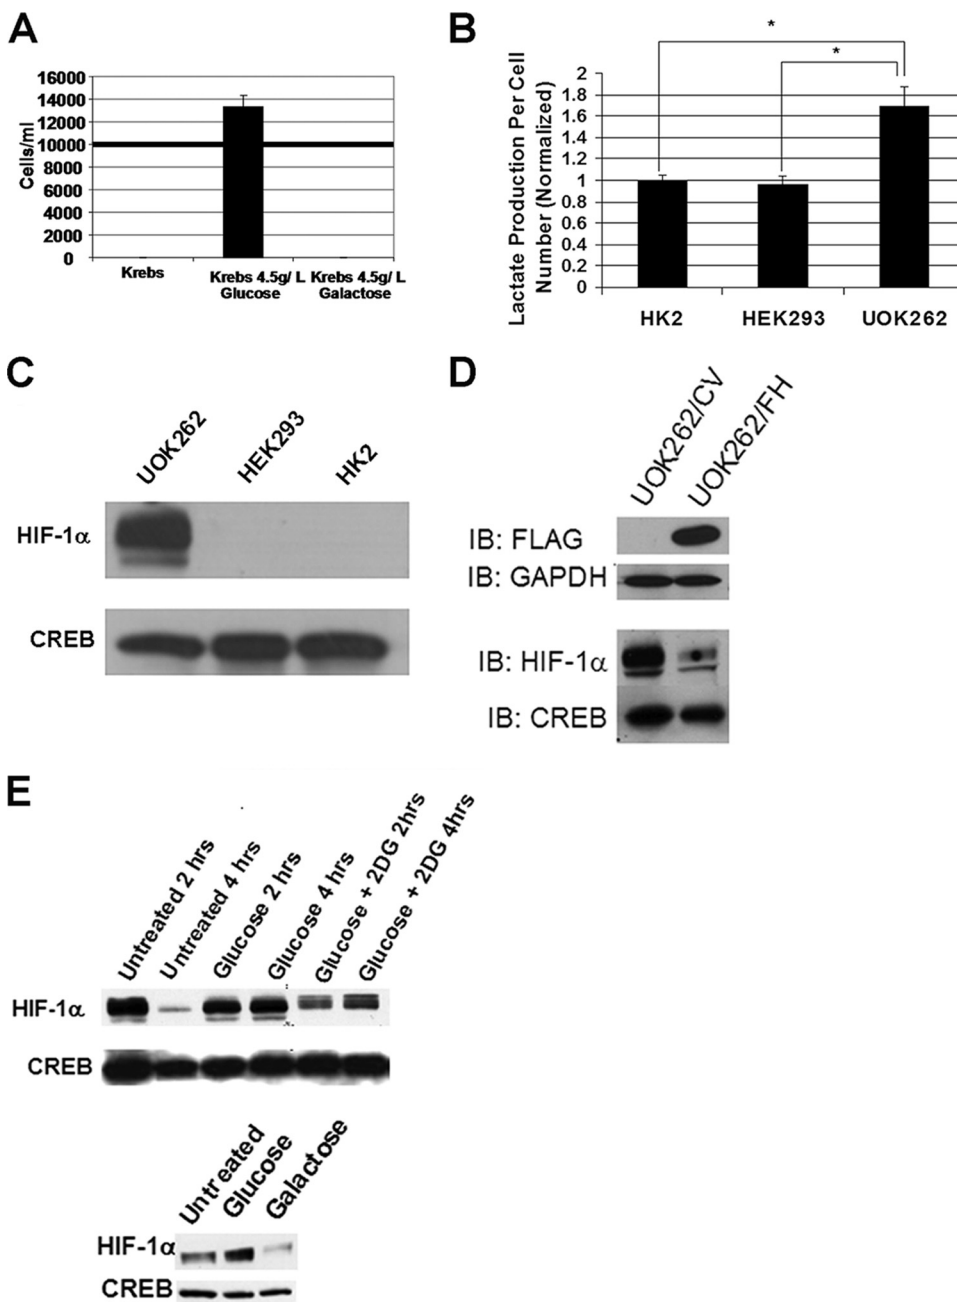 A
16000
14000
12000
10000
8000
6000
4000
2000
0
Cells/ml
Krebs
Krebs 4.5g/ L
Glucose
Krebs 4.5g/ L
Galactose
B
Lactate Production Per Cell
Number (Normalized)
2
1.8
1.6
1.4
1.2
1
0.8
0.6
0.4
0.2
0
*
*
HK2
HEK293
UOK262
C
UOK262
HEK293
HK2
HIF-1α
CREB
D
UOK262/CV
UOK262/FH
IB: FLAG
IB: GAPDH
IB: HIF-1α
IB: CREB
E
Untreated 2 hrs
Untreated 4 hrs
Glucose 2 hrs
Glucose 4 hrs
Glucose + 2DG 2hrs
Glucose + 2DG 4hrs
HIF-1α
CREB
Untreated
Glucose
Galactose
HIF-1α
CREB